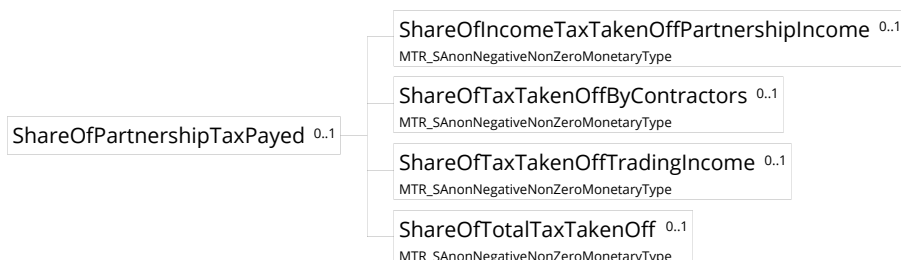 ShareOfIncomeTaxTakenOffPartnershipIncome 0..1
MTR_SAnonNegativeNonZeroMonetaryType
ShareOfTaxTakenOffByContractors 0..1
MTR_SAnonNegativeNonZeroMonetaryType
ShareOfPartnershipTaxPayed 0..1
ShareOfTaxTakenOffTradingIncome 0..1
MTR_SAnonNegativeNonZeroMonetaryType
ShareOfTotalTaxTakenOff 0..1
MTR_SAnonNegativeNonZeroMonetaryType